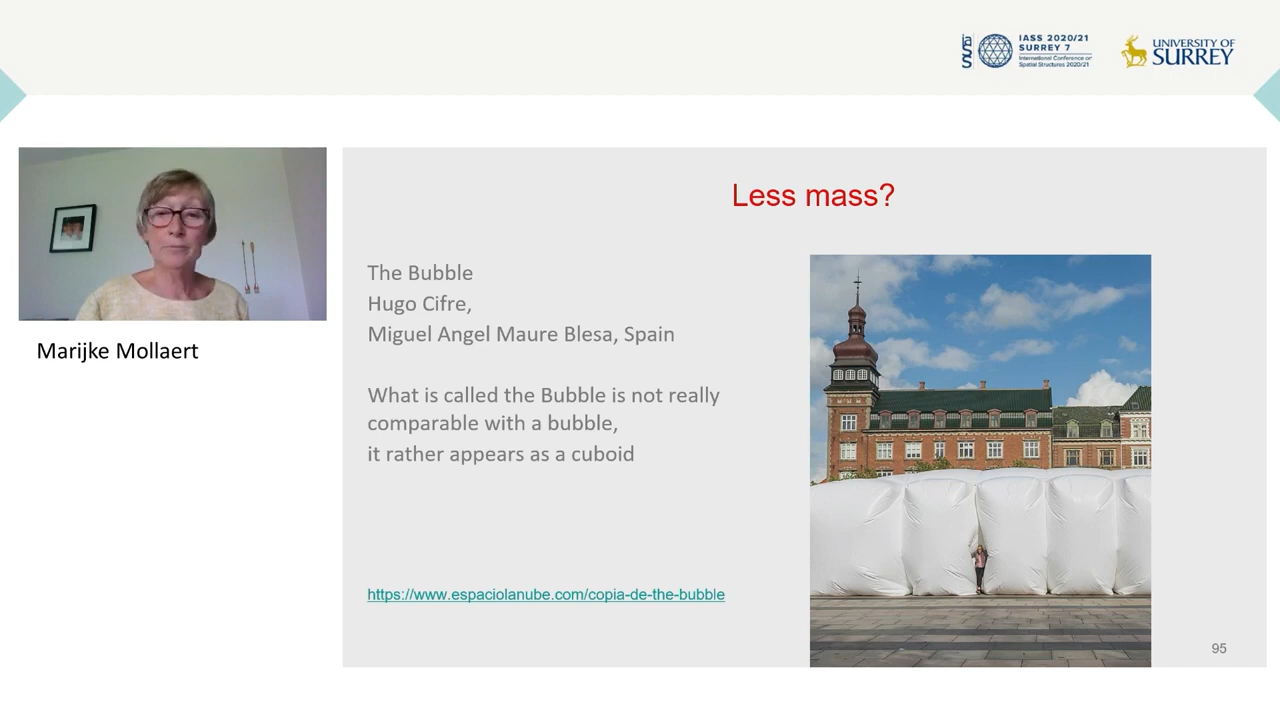 IASS
IASS 2020/21
SURREY 7
International Conference on
Spatial Structures 2020/21
UNIVERSITY OF
SURREY
Marijke Mollaert
Less mass?
The Bubble
Hugo Cifre,
Miguel Angel Maure Blesa, Spain
What is called the Bubble is not really
comparable with a bubble,
it rather appears as a cuboid
https://www.espaciolanube.com/copia-de-the-bubble
95